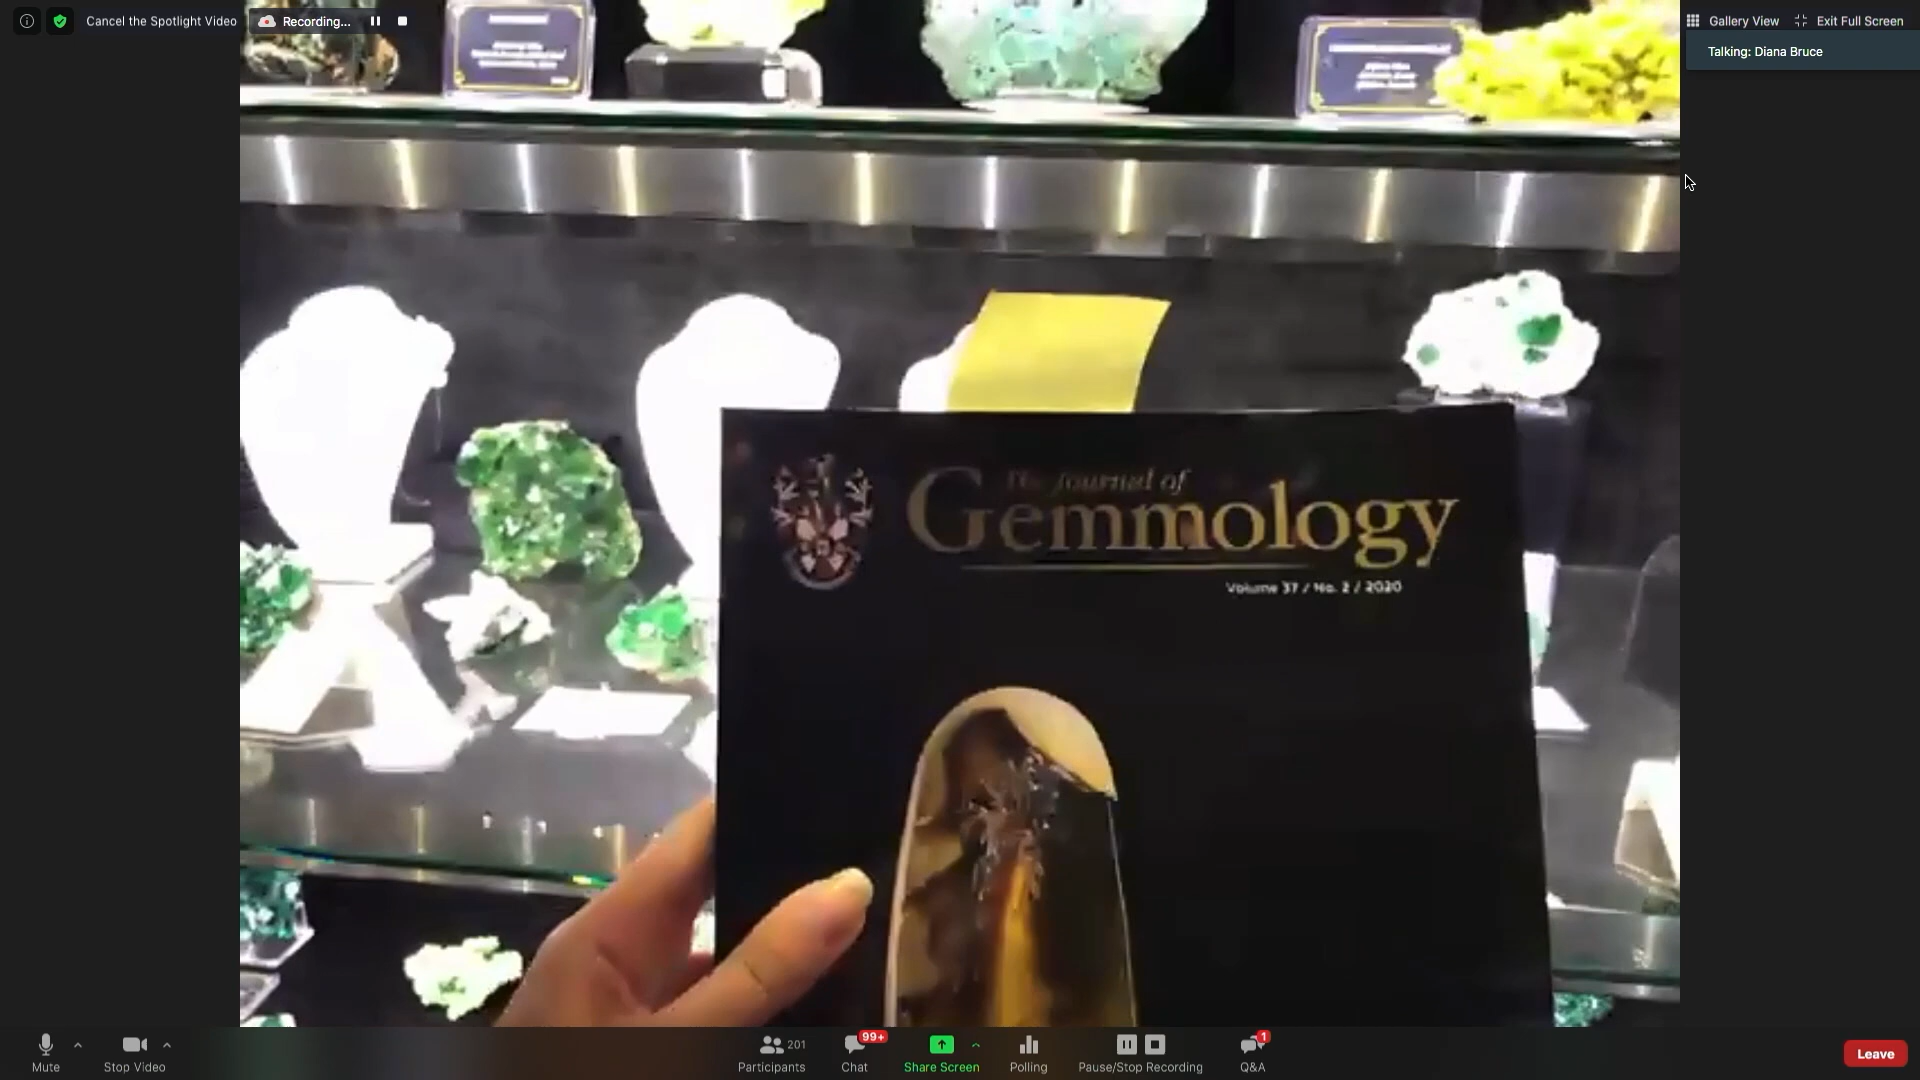 Cancel the Spotlight Video
Recording...
Gallery View
Exit Full Screen
Talking: Diana Bruce
The Journal of
Gemmology
Volume 37 / No. 2 / 2020
Mute
Stop Video
201
Participants
99+
Chat
Share Screen
Polling
Pause/Stop Recording
1
Q&A
Leave